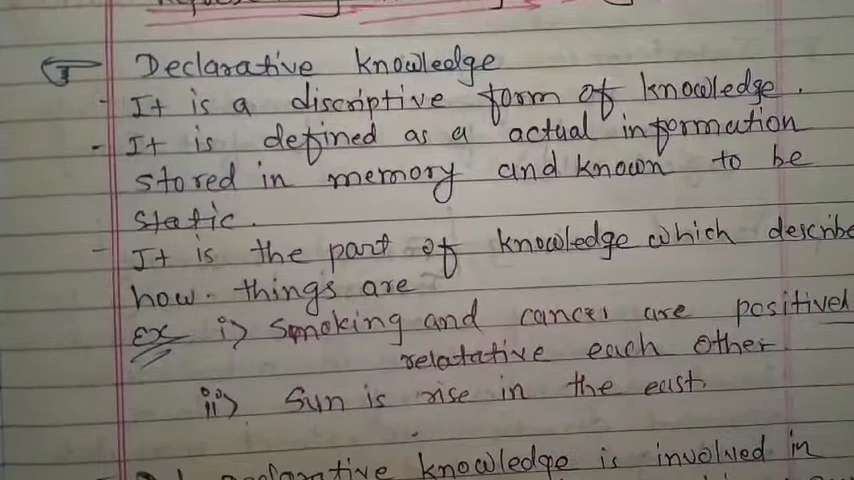 Declarative knowledge
- It is a discriptive form of knowledge.
- It is defined as a actual information
stored in memory and known to be
static.
- It is the part of knowledge which describe
how things are
Ex i) Smoking and cancer are positived
relatative each other
ii) Sun is rise in the east.
knowledge is involved in